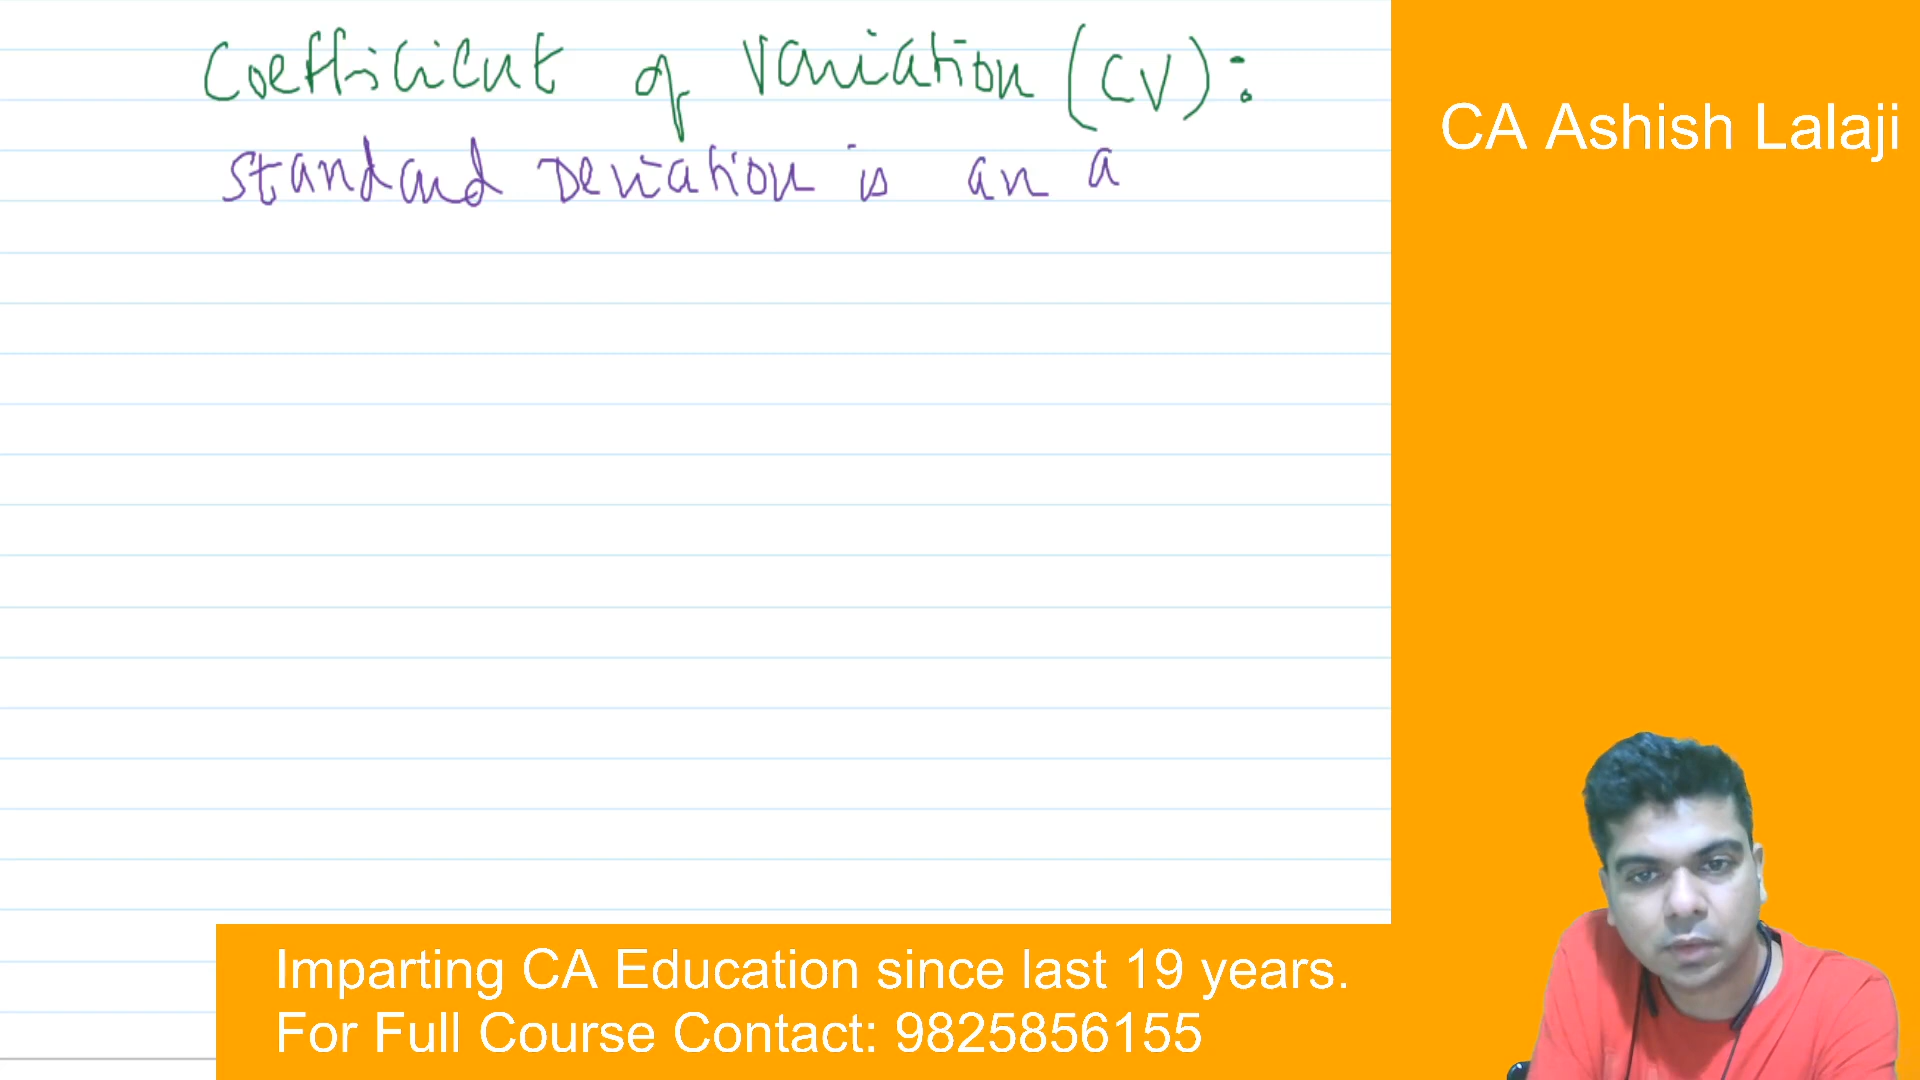 Coefficient of Variation (CV):
Standard Deviation is an a
CA Ashish Lalaji
Imparting CA Education since last 19 years.
For Full Course Contact: 9825856155